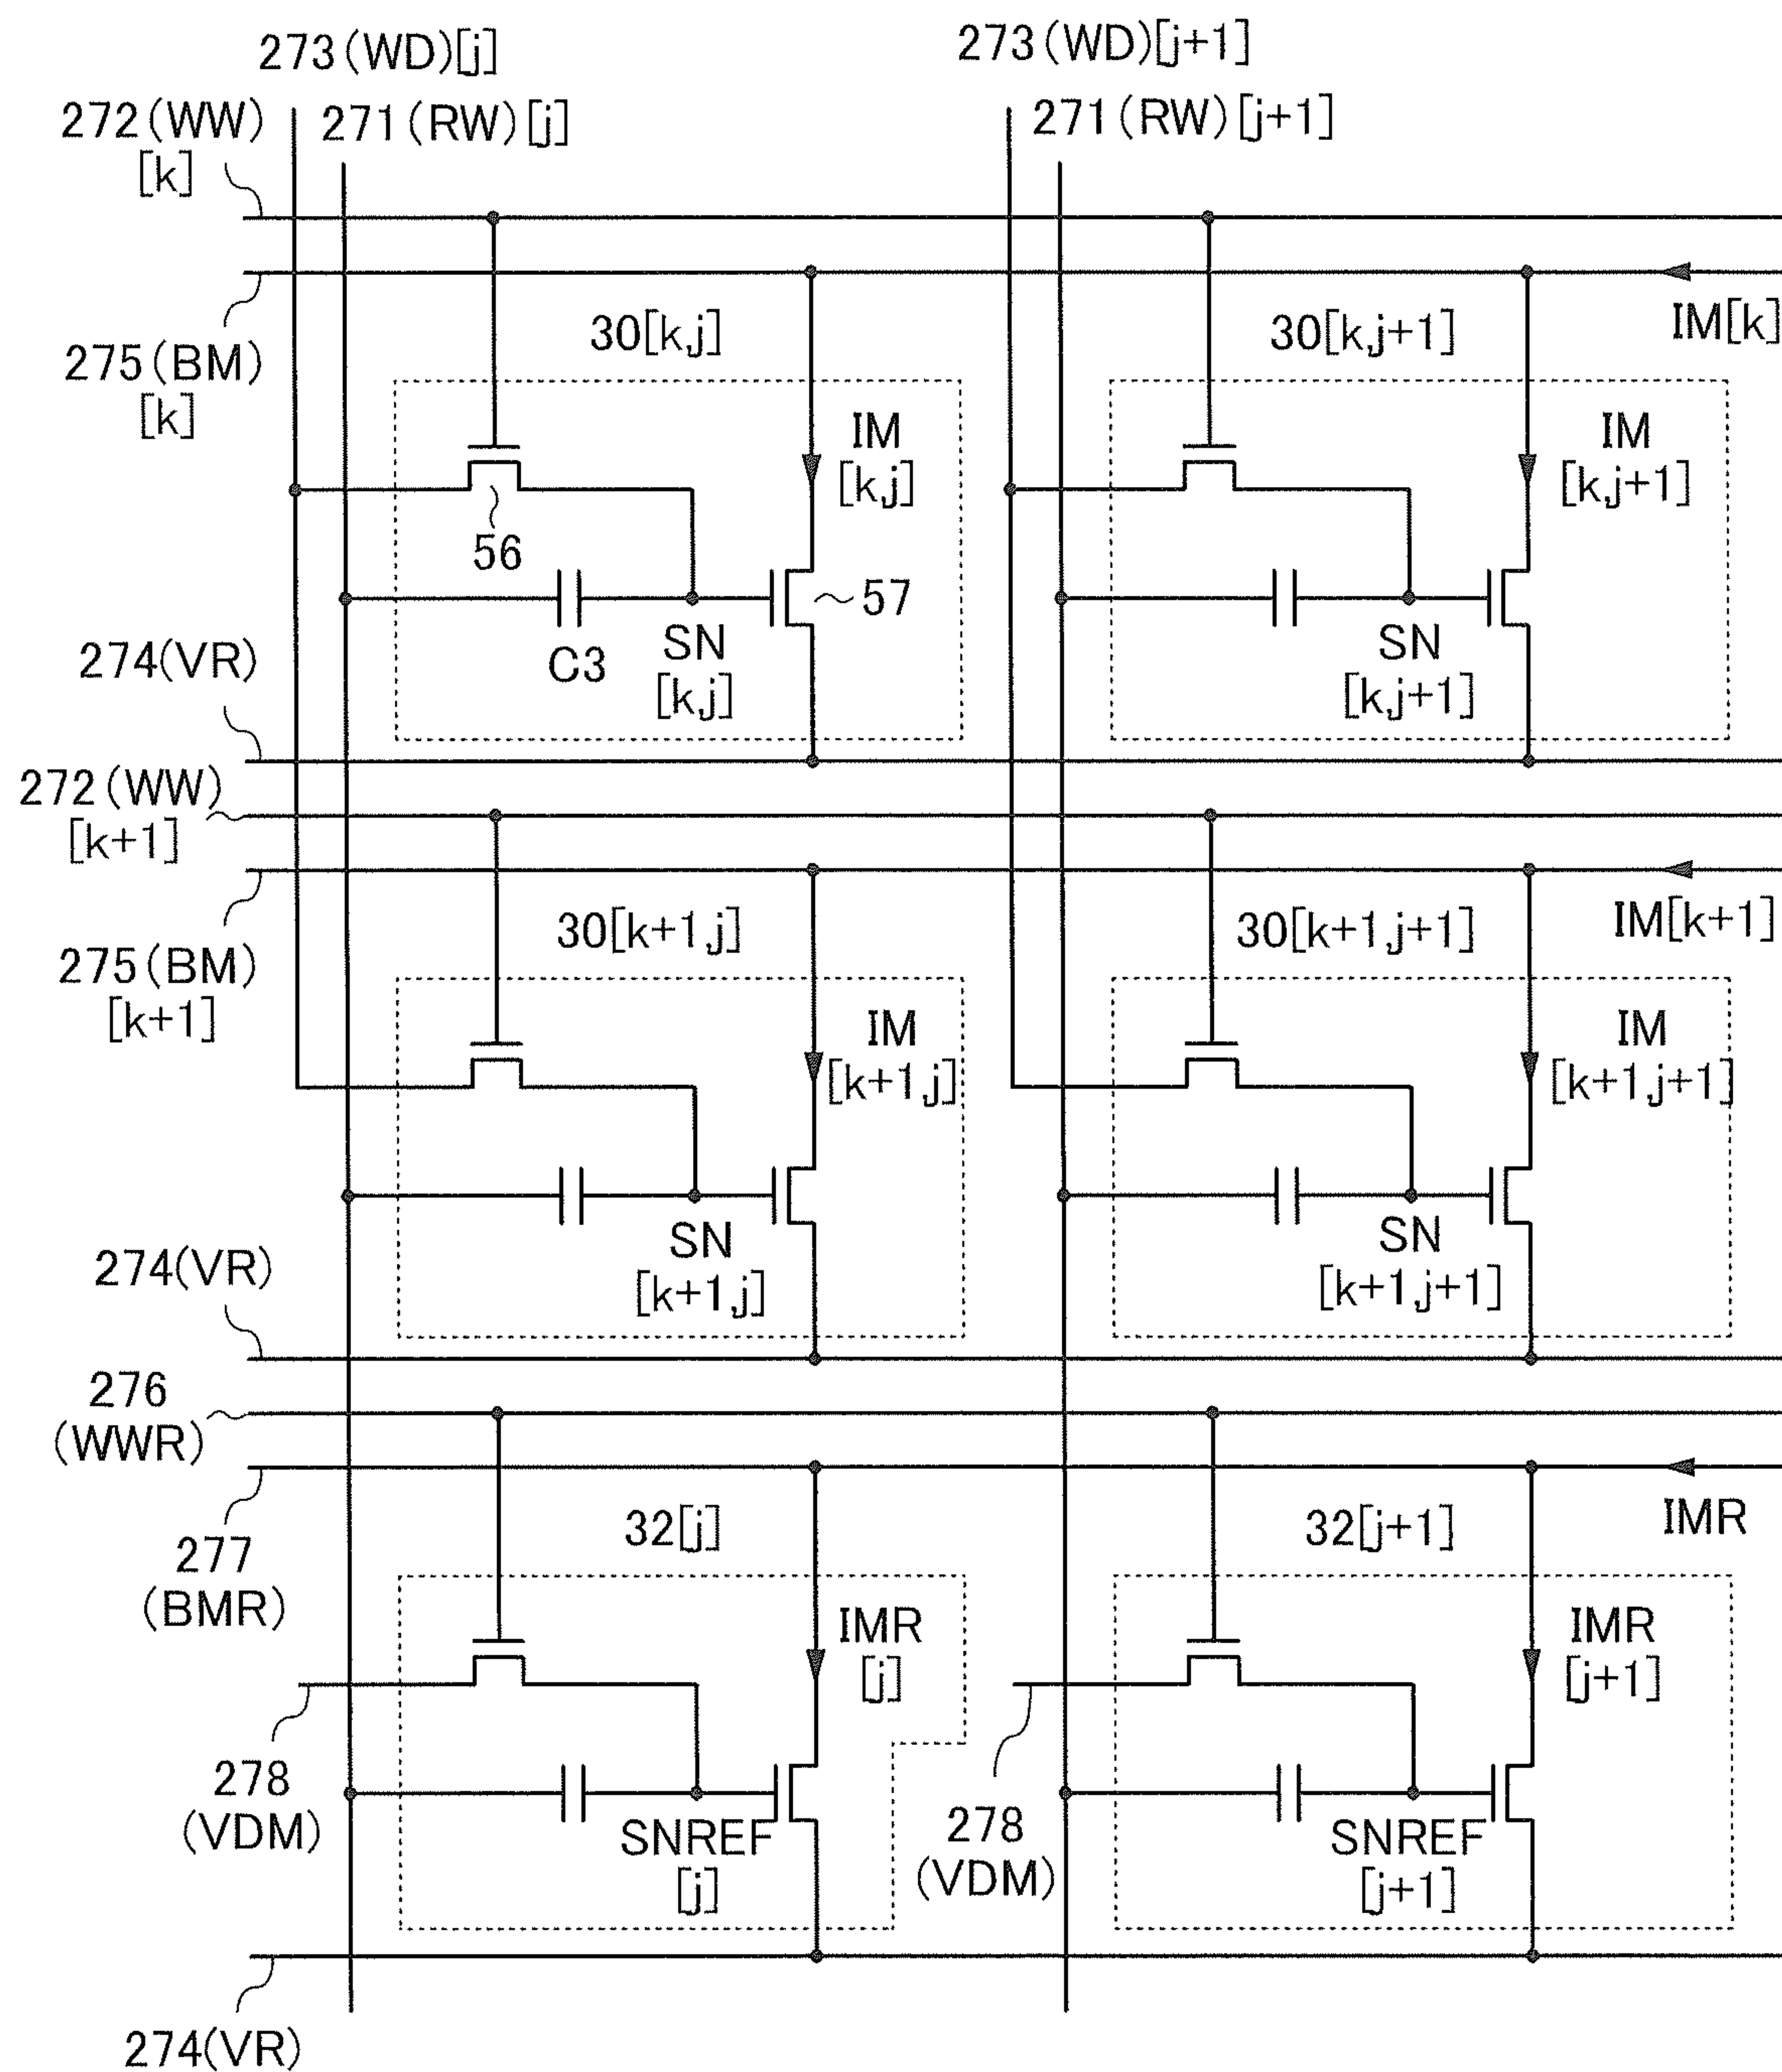 273(WD)[j]
273(WD)[j+1]
272(WW)
[k]
271(RW)[j]
271(RW)[j+1]
275(BM)
[k]
30[k,j]
30[k,j+1]
IM[k]
IM
[k,j]
IM
[k,j+1]
56
57
C3
SN
[k,j]
SN
[k,j+1]
274(VR)
272(WW)
[k+1]
275(BM)
[k+1]
30[k+1,j]
30[k+1,j+1]
IM[k+1]
IM
[k+1,j]
IM
[k+1,j+1]
SN
[k+1,j]
SN
[k+1,j+1]
274(VR)
276
(WWR)
277
(BMR)
32[j]
32[j+1]
IMR
IMR
[j]
IMR
[j+1]
278
(VDM)
SNREF
[j]
278
(VDM)
SNREF
[j+1]
274(VR)